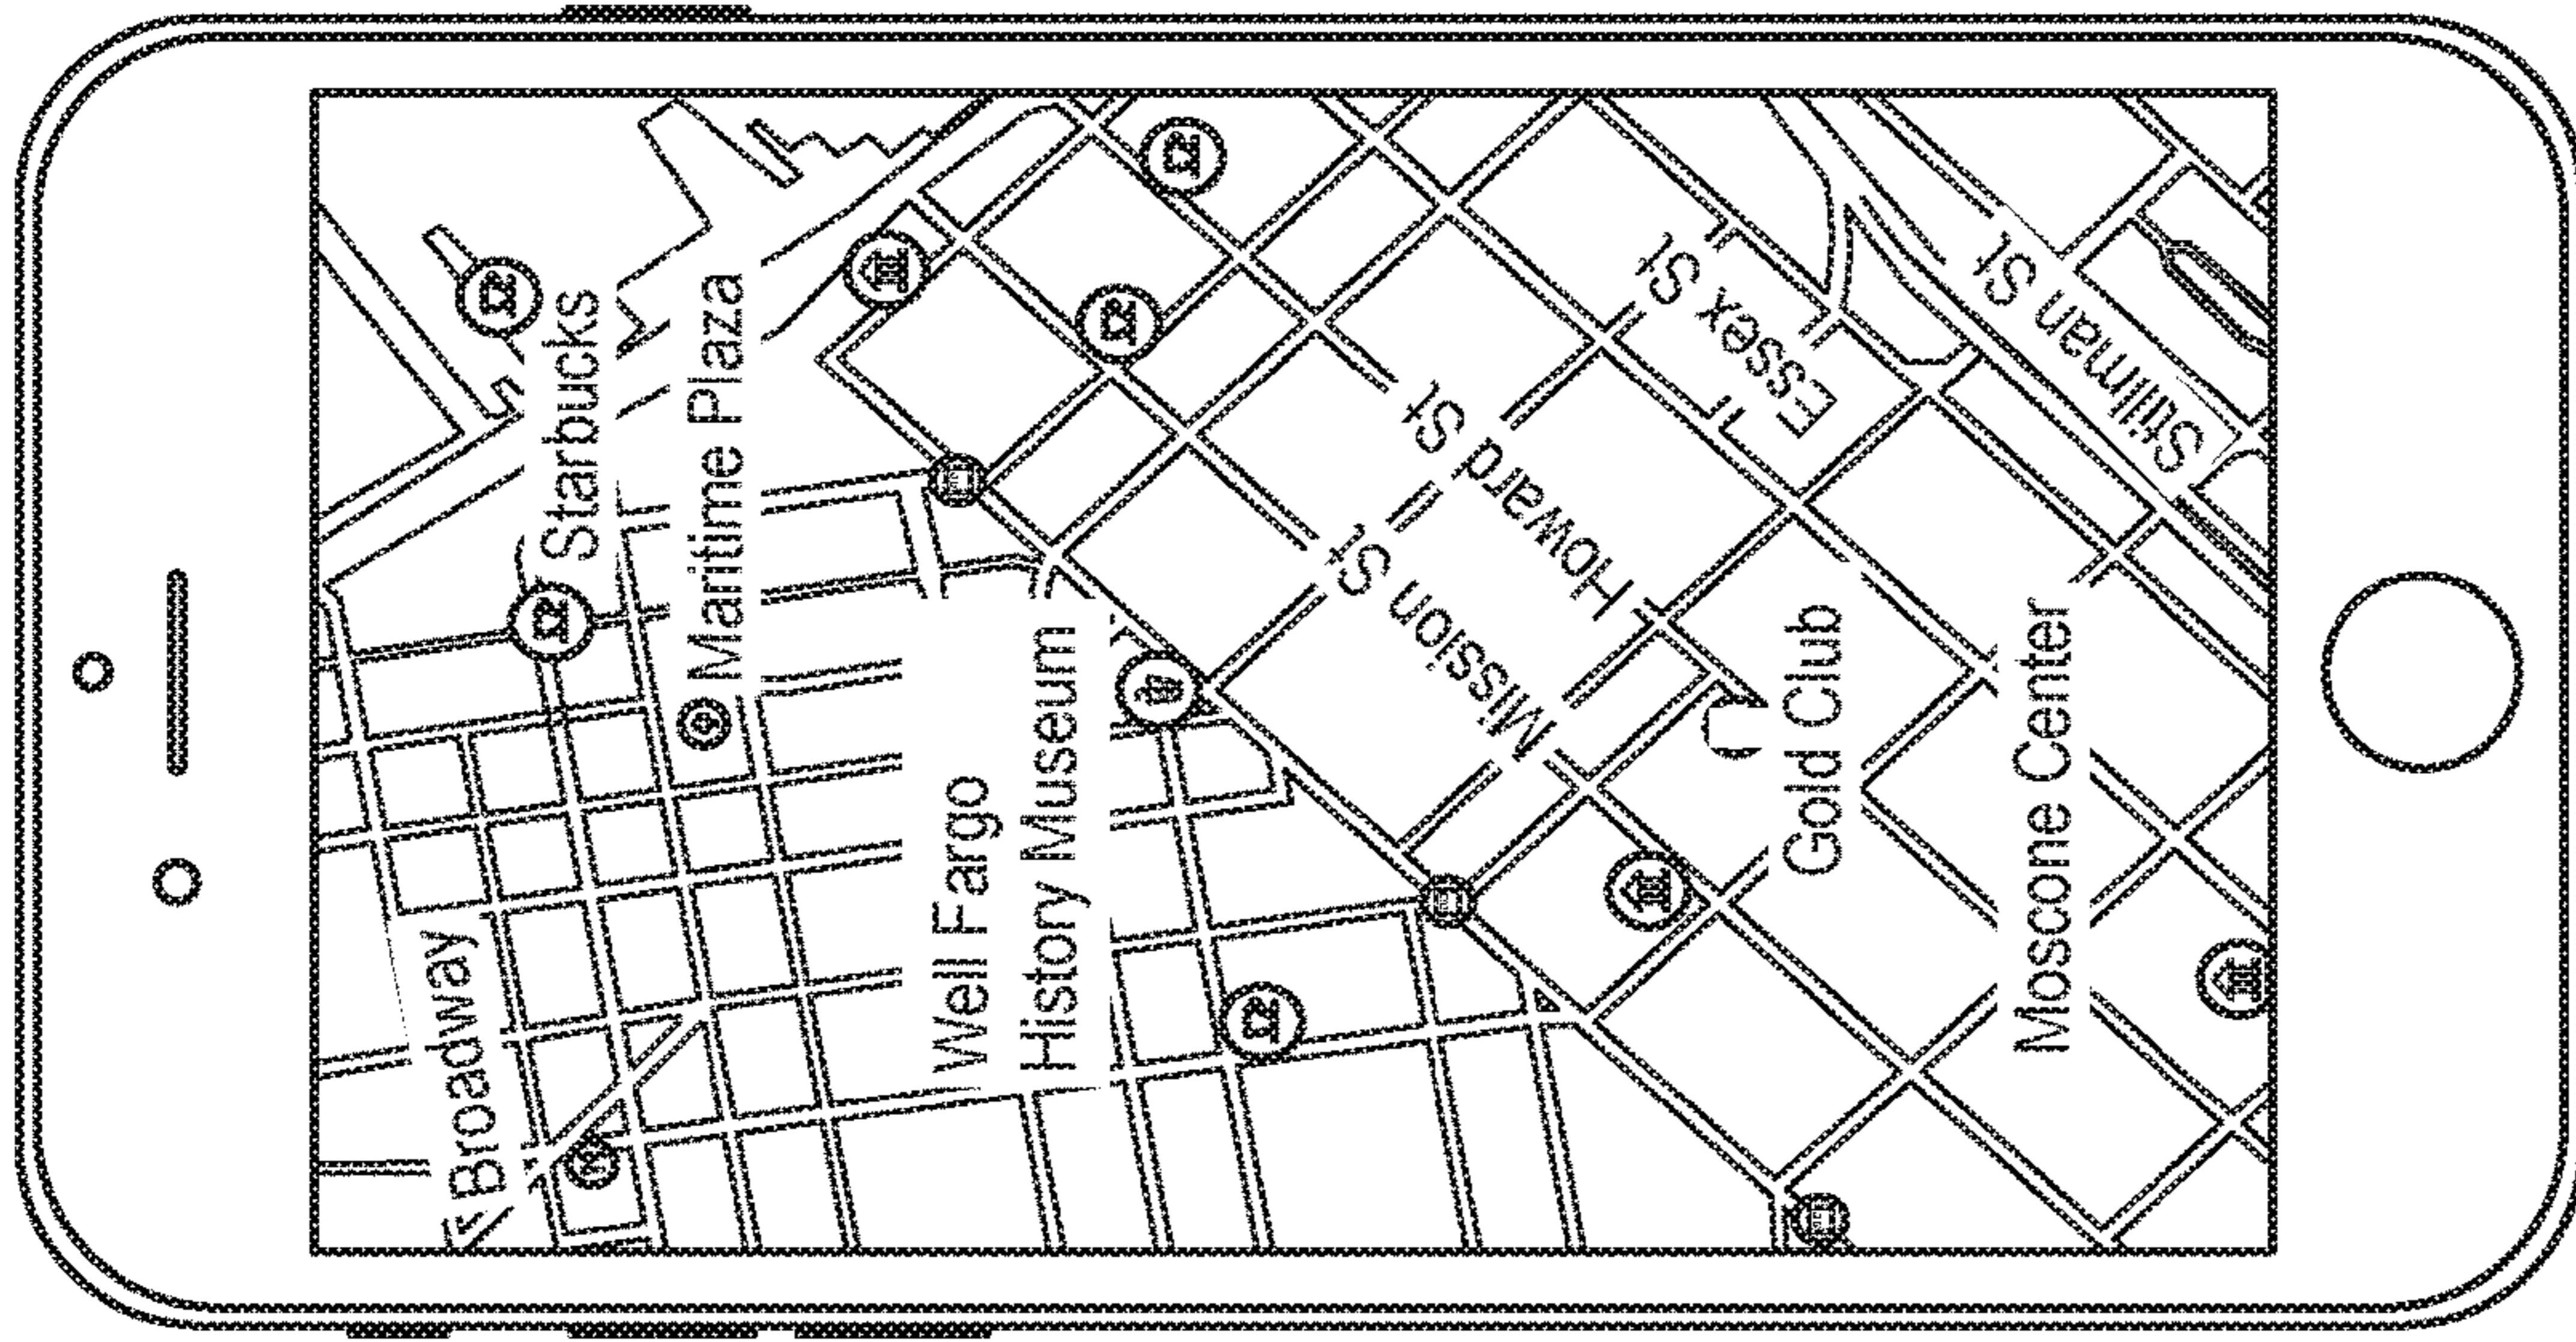 Broadway
Starbucks
Maritime Plaza
Well Fargo
History Museum
Mission St
Howard St
Essex St
Gold Club
Stillman St
Moscone Center